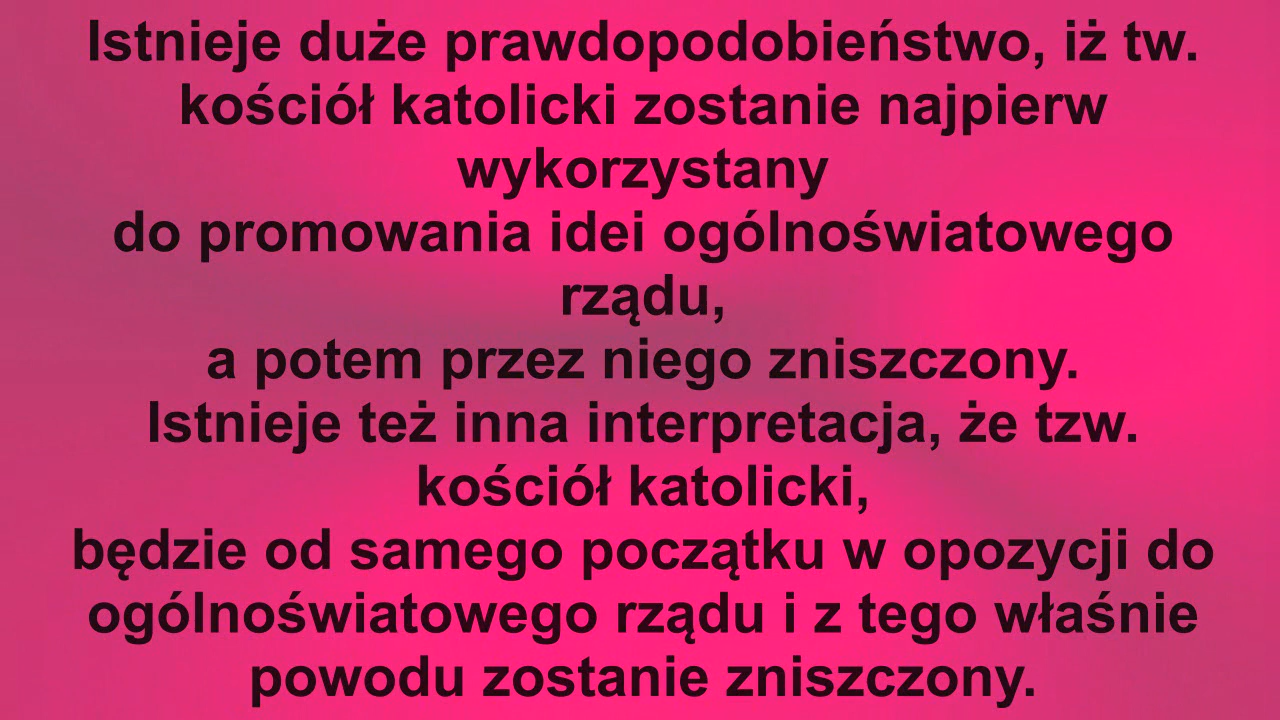 Istnieje duże prawdopodobieństwo, iż tw.
kościół katolicki zostanie najpierw
wykorzystany
do promowania idei ogólnoświatowego
rządu,
a potem przez niego zniszczony.
Istnieje też inna interpretacja, że tzw.
kościół katolicki,
będzie od samego początku w opozycji do
ogólnoświatowego rządu i z tego właśnie
powodu zostanie zniszczony.